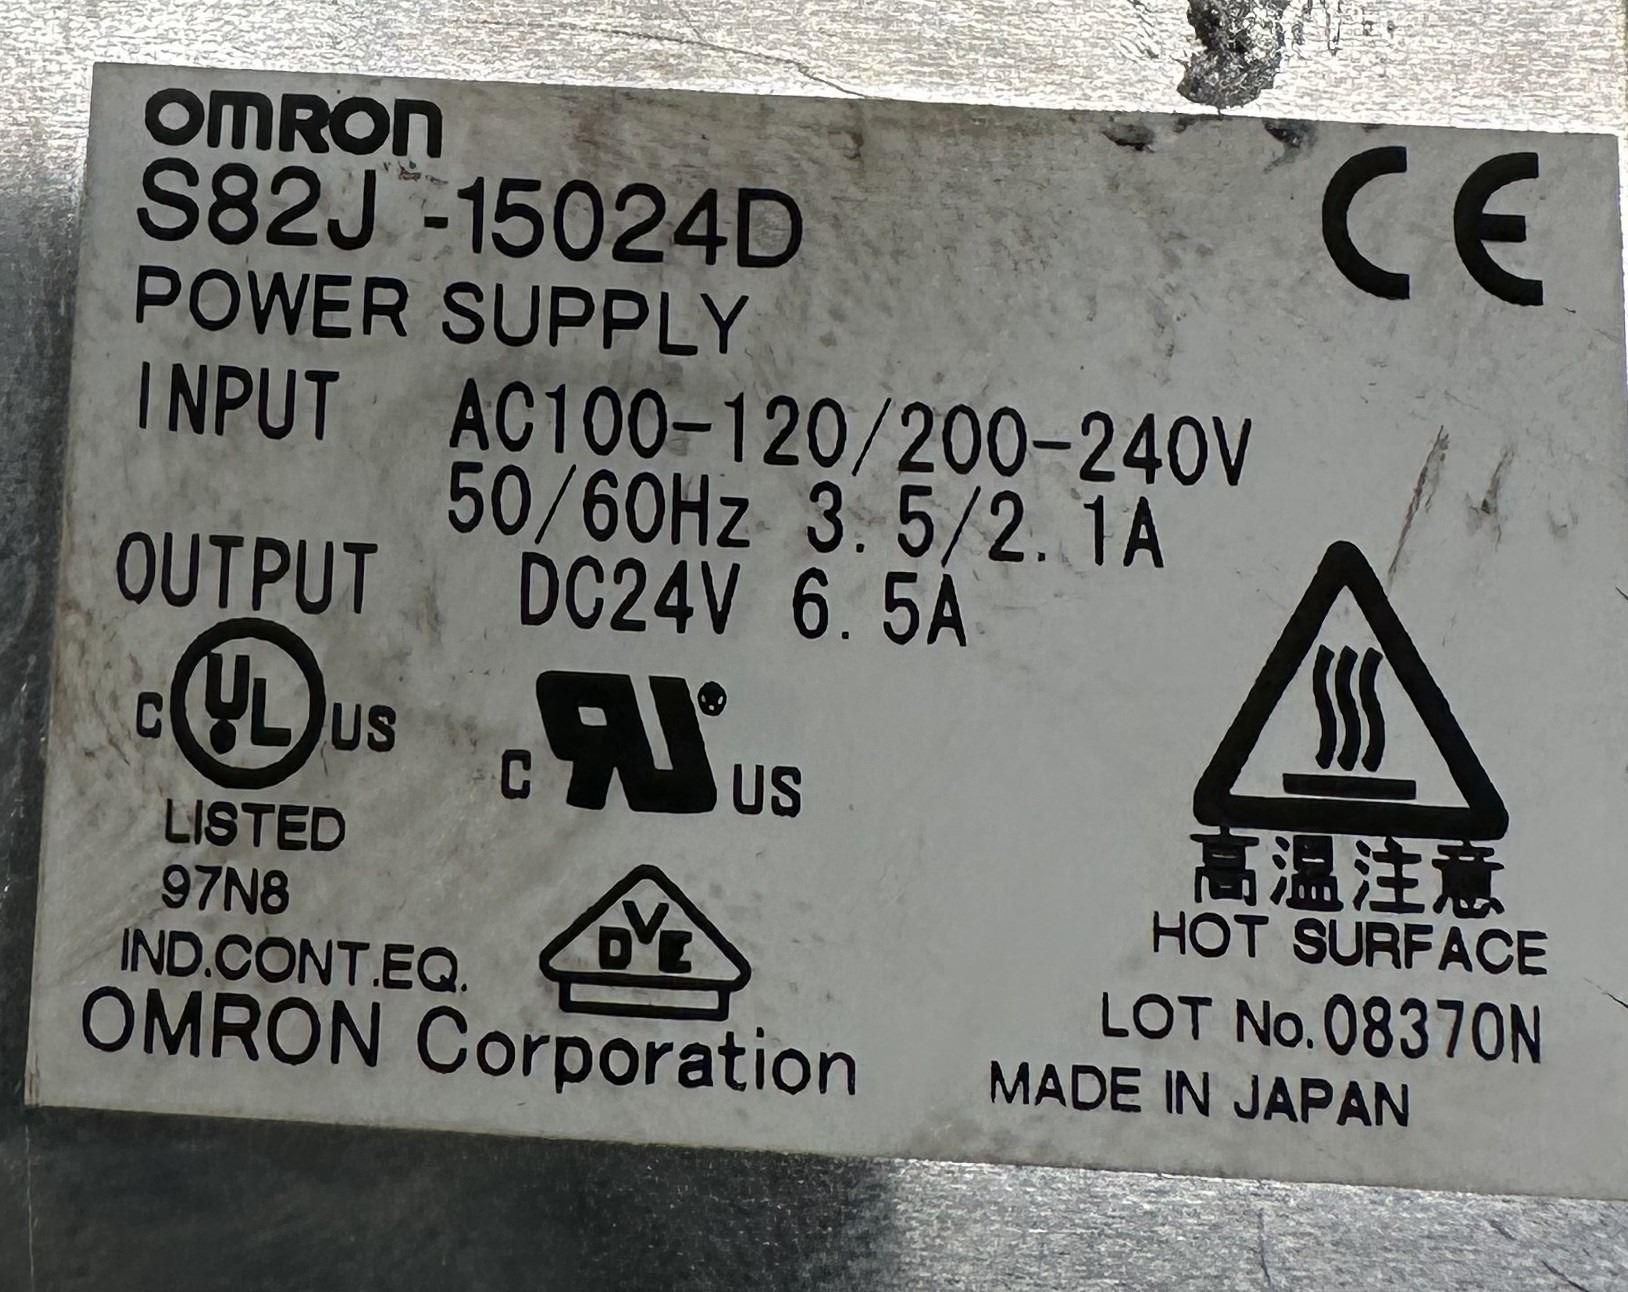 OMRON
S82J-15024D
POWER SUPPLY
INPUT AC100-120/200-240V
50/60Hz 3.5/2.1A
OUTPUT DC24V 6.5A
C UL US
LISTED
97N8
IND.CONT.EQ.
C RU US
DVE
OMRON Corporation
CE
高温注意
HOT SURFACE
LOT No.08370N
MADE IN JAPAN